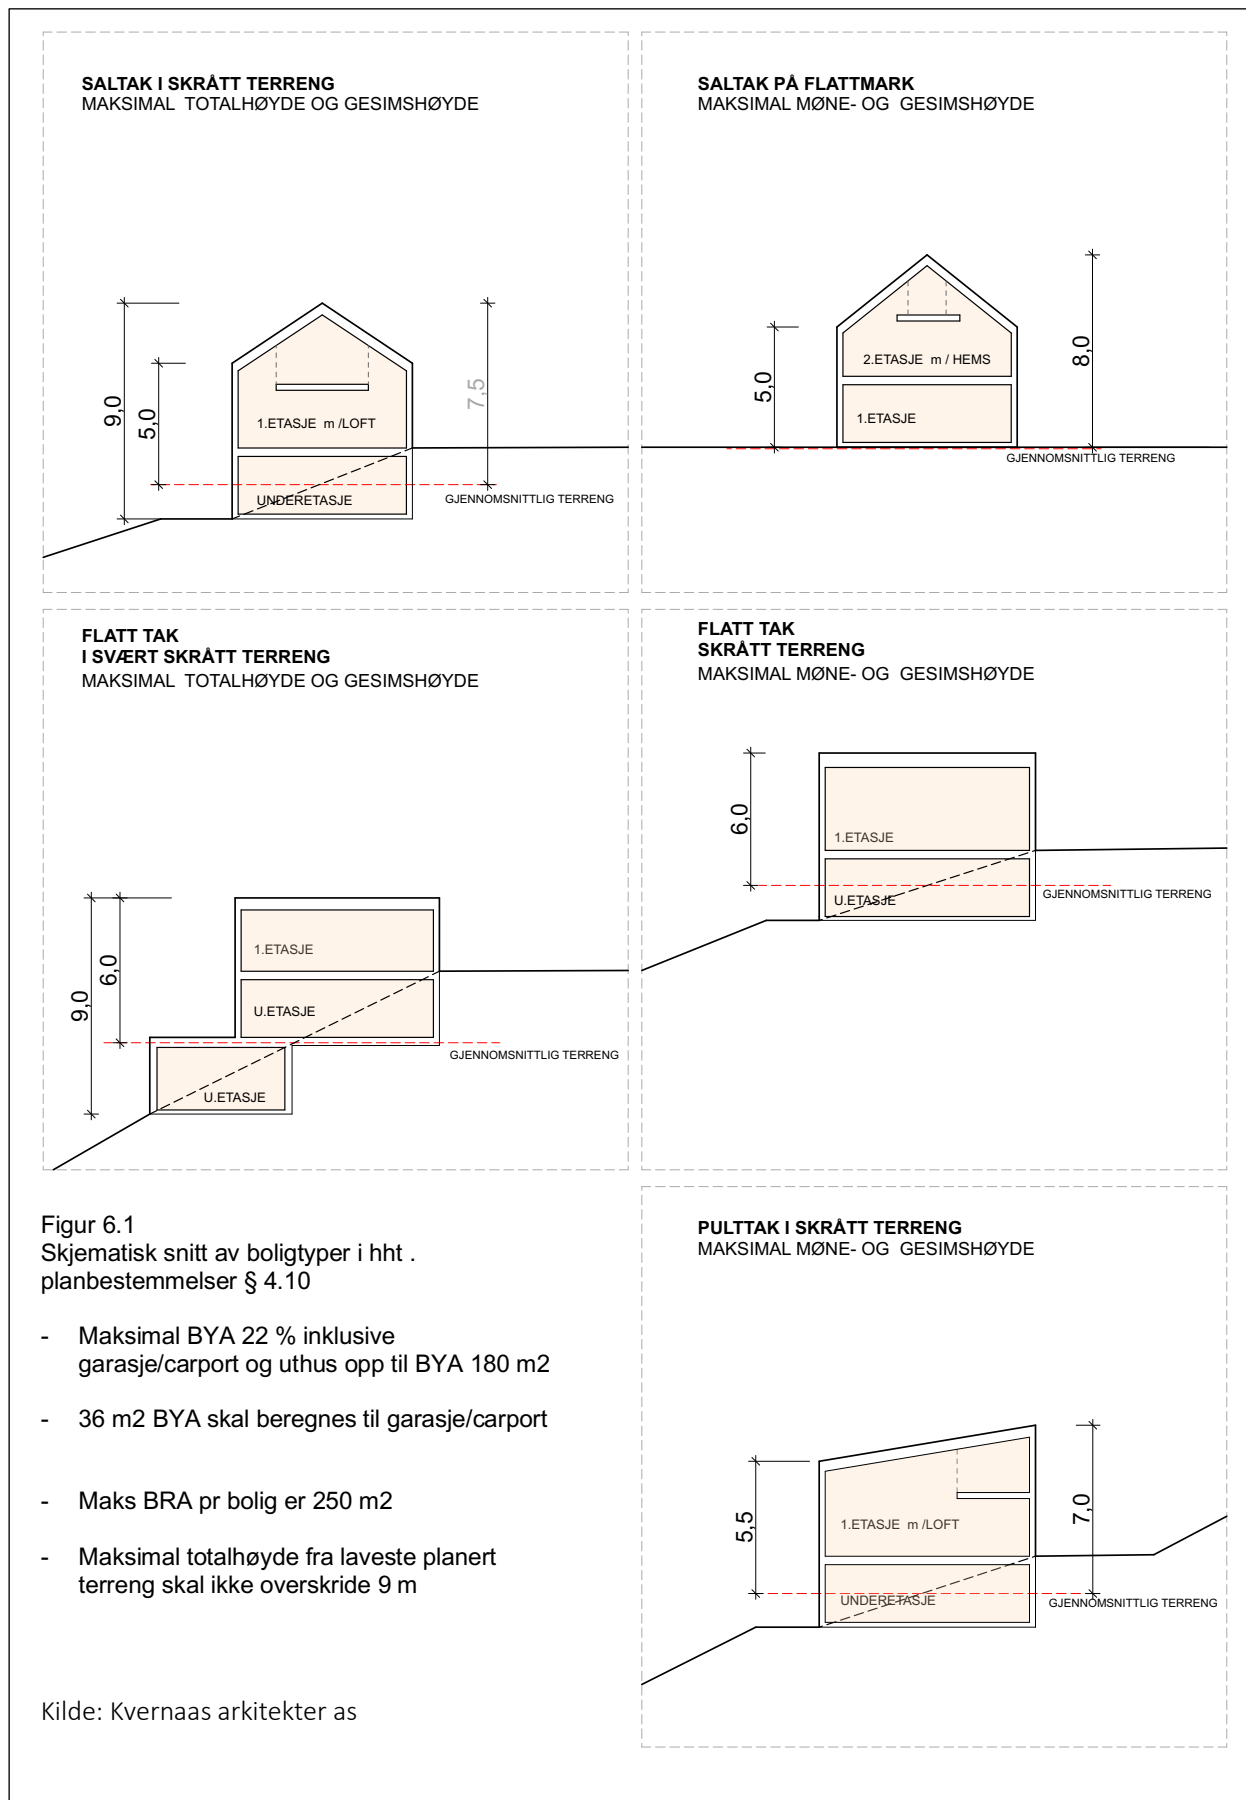 SALTAK I SKRÅTT TERRENG
MAKSIMAL TOTALHØYDE OG GESIMSHØYDE
9,0
5,0
7,5
1.ETASJE m /LOFT
UNDERETASJE
GJENNOMSNITTLIG TERRENG
SALTAK PÅ FLATTMARK
MAKSIMAL MØNE- OG GESIMSHØYDE
5,0
8,0
2.ETASJE m / HEMS
1.ETASJE
GJENNOMSNITTLIG TERRENG
FLATT TAK
I SVÆRT SKRÅTT TERRENG
MAKSIMAL TOTALHØYDE OG GESIMSHØYDE
9,0
6,0
1.ETASJE
U.ETASJE
GJENNOMSNITTLIG TERRENG
U.ETASJE
FLATT TAK
SKRÅTT TERRENG
MAKSIMAL MØNE- OG GESIMSHØYDE
6,0
1.ETASJE
U.ETASJE
GJENNOMSNITTLIG TERRENG
Figur 6.1
Skjematisk snitt av boligtyper i hht .
planbestemmelser § 4.10
- Maksimal BYA 22 % inklusive
garasje/carport og uthus opp til BYA 180 m2
- 36 m2 BYA skal beregnes til garasje/carport
- Maks BRA pr bolig er 250 m2
- Maksimal totalhøyde fra laveste planert
terreng skal ikke overskride 9 m
Kilde: Kvernaas arkitekter as
PULTTAK I SKRÅTT TERRENG
MAKSIMAL MØNE- OG GESIMSHØYDE
5,5
7,0
1.ETASJE m /LOFT
UNDERETASJE
GJENNOMSNITTLIG TERRENG